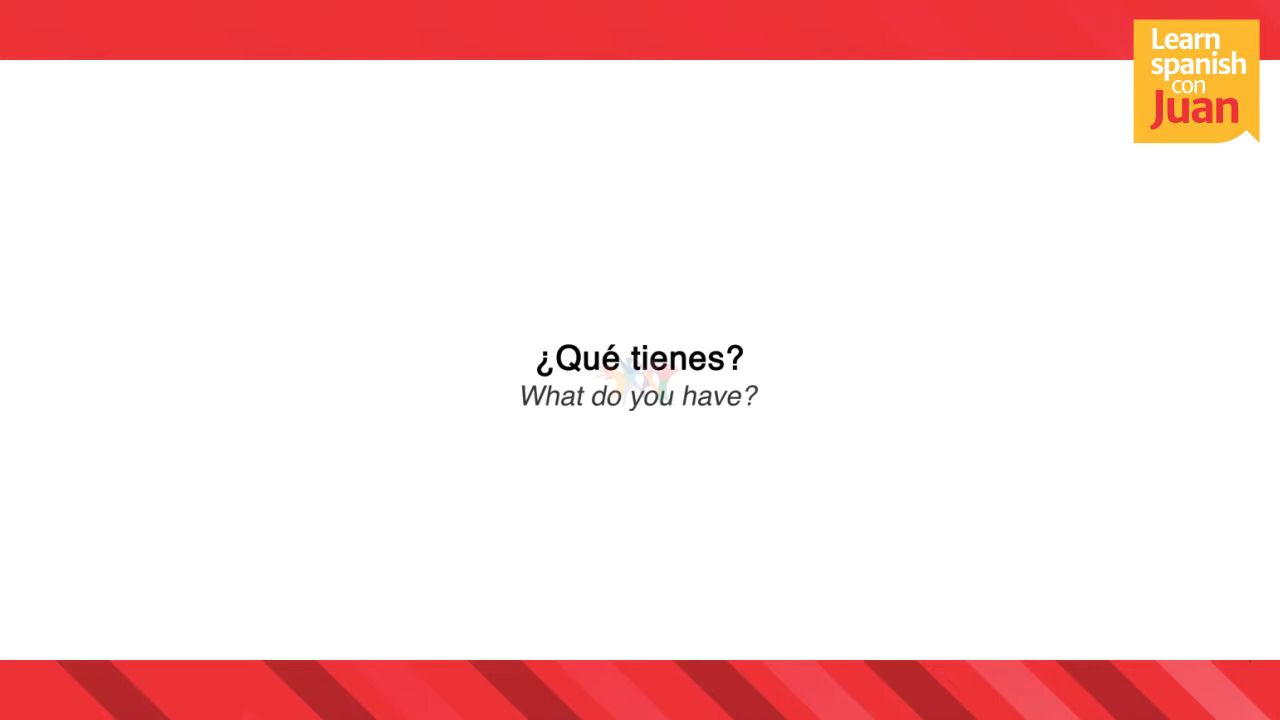 Learn
spanish
con
Juan
¿Qué tienes?
What do you have?